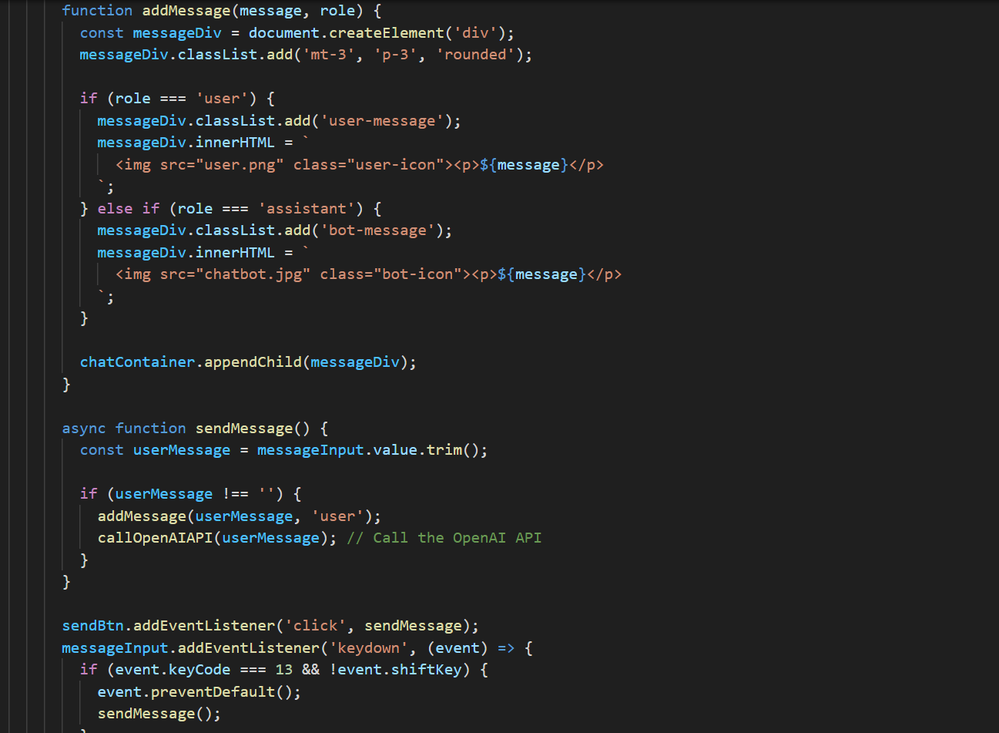 function addMessage(message, role) {
  const messageDiv = document.createElement('div');
  messageDiv.classList.add('mt-3', 'p-3', 'rounded');

  if (role === 'user') {
    messageDiv.classList.add('user-message');
    messageDiv.innerHTML = `
      <img src="user.png" class="user-icon"><p>${message}</p>
    `;
  } else if (role === 'assistant') {
    messageDiv.classList.add('bot-message');
    messageDiv.innerHTML = `
      <img src="chatbot.jpg" class="bot-icon"><p>${message}</p>
    `;
  }

  chatContainer.appendChild(messageDiv);
}

async function sendMessage() {
  const userMessage = messageInput.value.trim();

  if (userMessage !== '') {
    addMessage(userMessage, 'user');
    callOpenAIAPI(userMessage); // Call the OpenAI API
  }
}

sendBtn.addEventListener('click', sendMessage);
messageInput.addEventListener('keydown', (event) => {
  if (event.keyCode === 13 && !event.shiftKey) {
    event.preventDefault();
    sendMessage();
  }